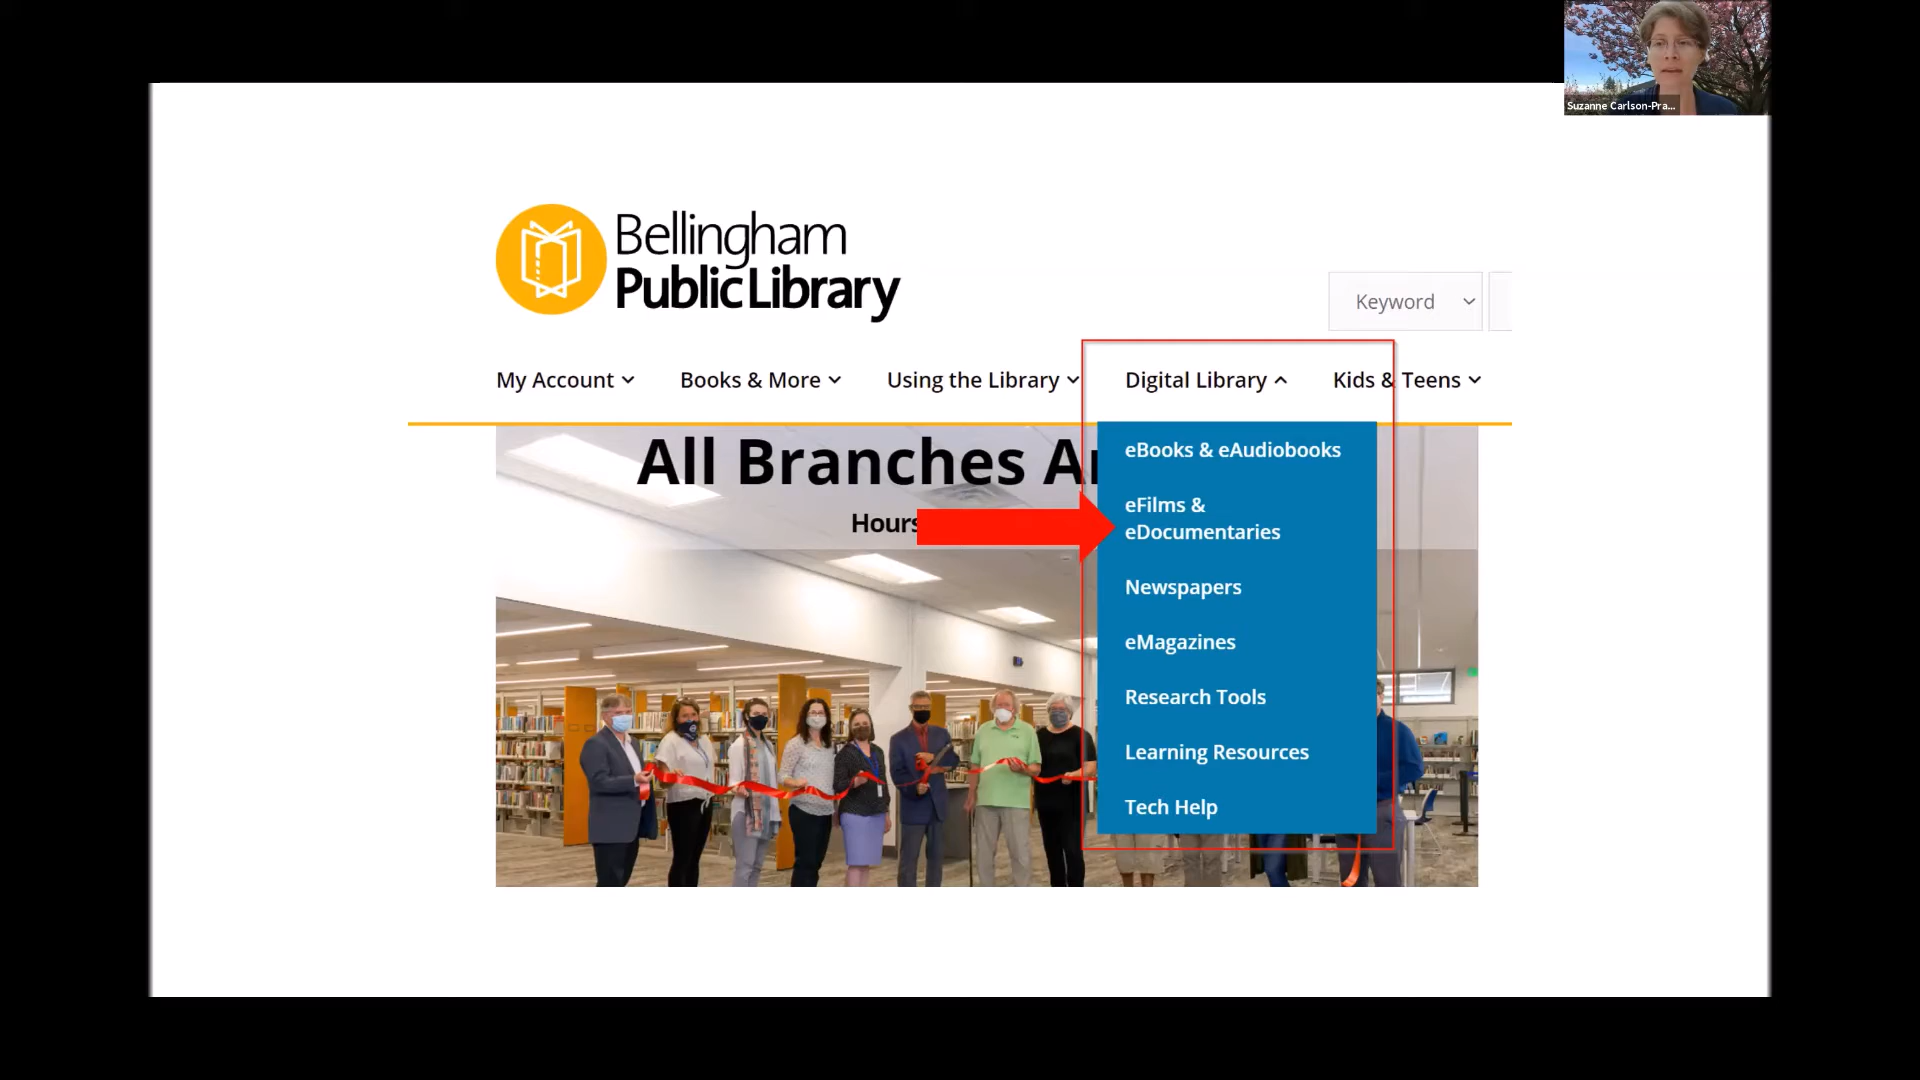 Suzanne Carlson-Pra...
Bellingham
Public Library
Keyword
My Account
Books & More
Using the Library
Digital Library
Kids & Teens
All Branches
Hours
eBooks & eAudiobooks
eFilms &
eDocumentaries
Newspapers
eMagazines
Research Tools
Learning Resources
Tech Help